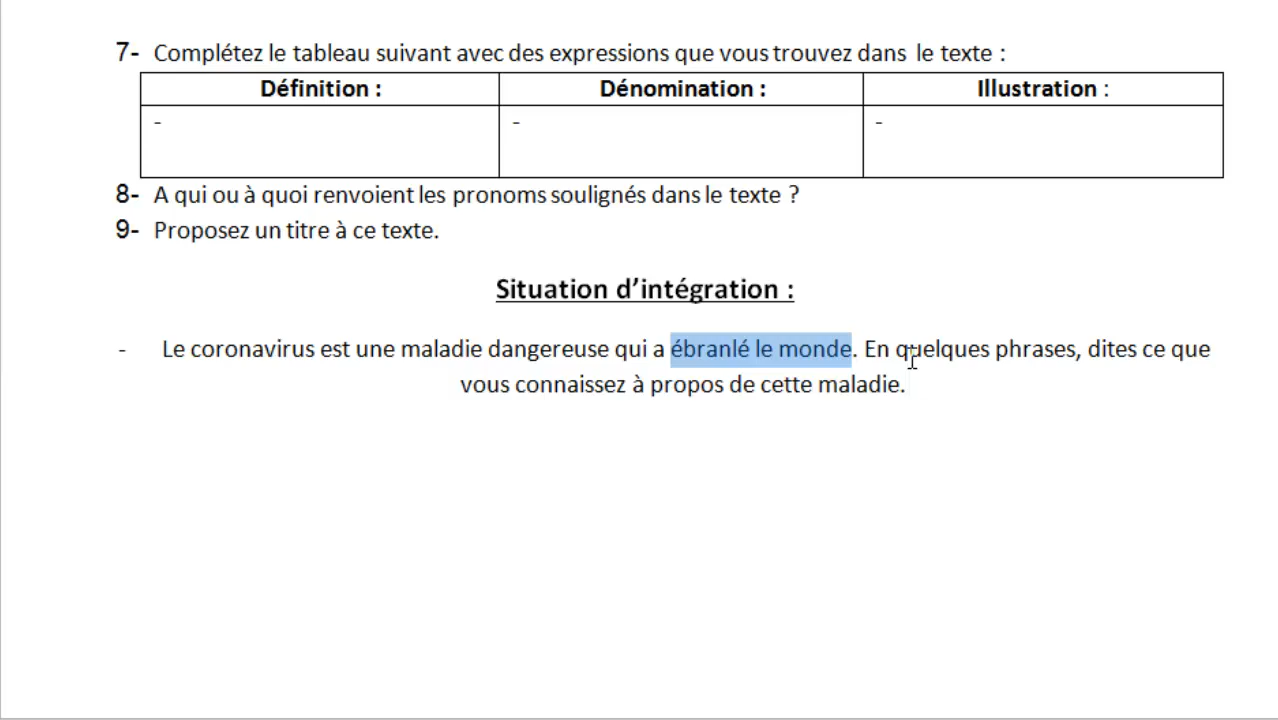 7- Complétez le tableau suivant avec des expressions que vous trouvez dans le texte :
Définition : Dénomination : Illustration :
- - -
8- A qui ou à quoi renvoient les pronoms soulignés dans le texte ?
9- Proposez un titre à ce texte.
Situation d’intégration :
- Le coronavirus est une maladie dangereuse qui a ébranlé le monde. En quelques phrases, dites ce que
vous connaissez à propos de cette maladie.